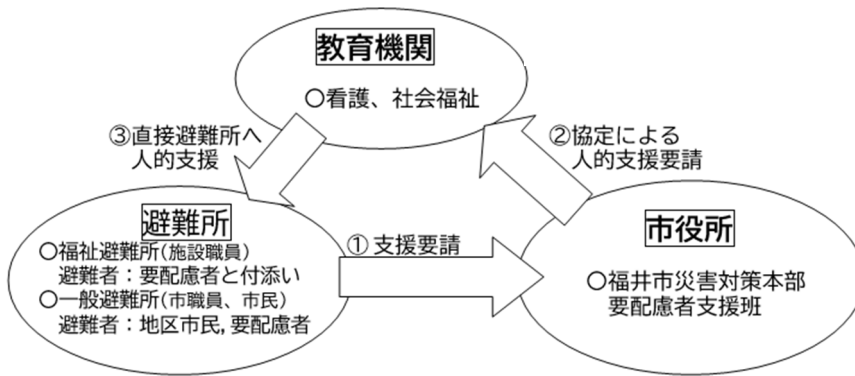 教育機関
○看護、社会福祉
③直接避難所へ
人的支援
②協定による
人的支援要請
避難所
○福祉避難所(施設職員)
避難者：要配慮者と付添い
○一般避難所(市職員、市民)
避難者：地区市民,要配慮者
① 支援要請
市役所
○福井市災害対策本部
要配慮者支援班